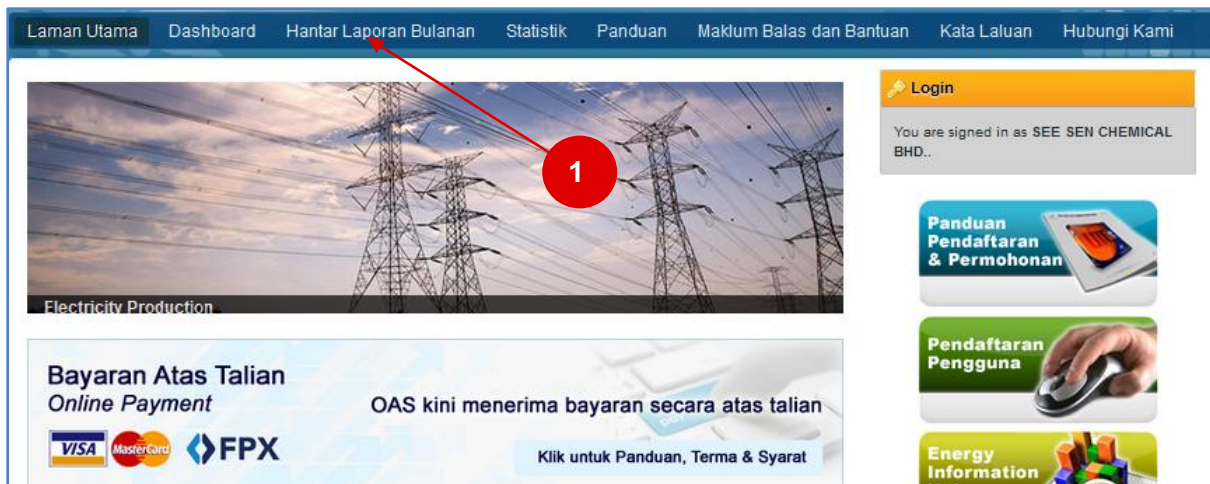 Laman Utama Dashboard Hantar Laporan Bulanan Statistik Panduan Maklum Balas dan Bantuan Kata Laluan Hubungi Kami
1
Electricity Production
Login
You are signed in as SEE SEN CHEMICAL
BHD..
Panduan
Pendaftaran
& Permohonan
Pendaftaran
Pengguna
Energy
Information
Bayaran Atas Talian
Online Payment
OAS kini menerima bayaran secara atas talian
VISA MasterCard FPX
Klik untuk Panduan, Terma & Syarat